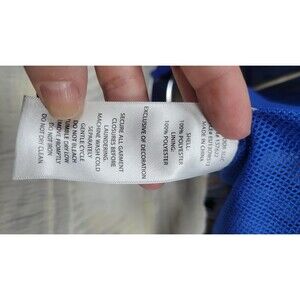 MADE IN CHINA
SHELL:
100% POLYESTER
LINING:
100% POLYESTER
EXCLUSIVE OF DECORATION
SECURE ALL GARMENT
CLOSURES BEFORE
LAUNDERING.
MACHINE WASH COLD
SEPARATELY
GENTLE CYCLE
DO NOT BLEACH
TUMBLE DRY LOW
REMOVE PROMPTLY
DO NOT IRON
DO NOT DRY CLEAN